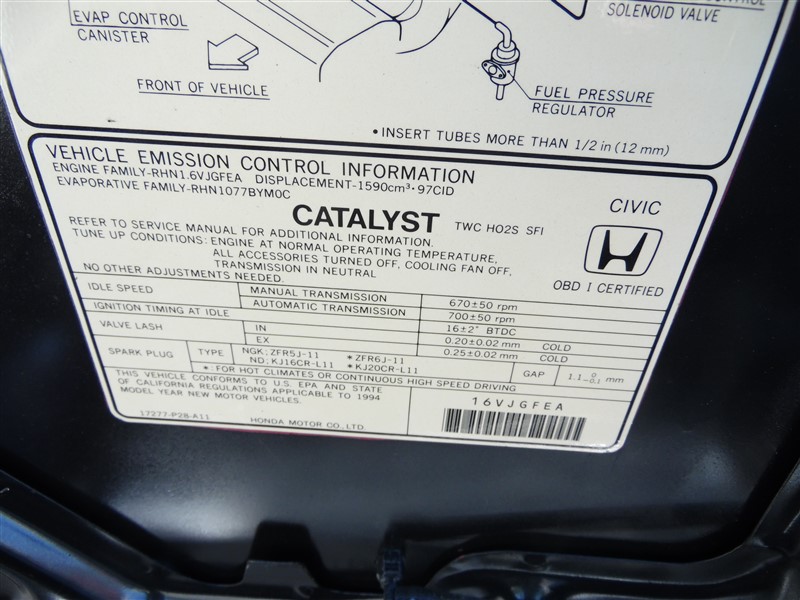 EVAP CONTROL
CANISTER
SOLENOID VALVE
FRONT OF VEHICLE
FUEL PRESSURE
REGULATOR
• INSERT TUBES MORE THAN 1/2 in (12 mm)
VEHICLE EMISSION CONTROL INFORMATION
ENGINE FAMILY-RHN1.6VJGFEA DISPLACEMENT-1590cm³•97CID
EVAPORATIVE FAMILY-RHN1077BYM0C
CATALYST TWC HO2S SFI
CIVIC
REFER TO SERVICE MANUAL FOR ADDITIONAL INFORMATION.
TUNE UP CONDITIONS: ENGINE AT NORMAL OPERATING TEMPERATURE,
ALL ACCESSORIES TURNED OFF, COOLING FAN OFF,
TRANSMISSION IN NEUTRAL
NO OTHER ADJUSTMENTS NEEDED.
OBD I CERTIFIED
IDLE SPEED MANUAL TRANSMISSION 670±50 rpm
AUTOMATIC TRANSMISSION 700±50 rpm
IGNITION TIMING AT IDLE 16±2° BTDC
VALVE LASH IN 0.20±0.02 mm COLD
EX 0.25±0.02 mm COLD
SPARK PLUG TYPE NGK:ZFR5J-11 *ZFR6J-11
ND:KJ16CR-L11 *KJ20CR-L11 GAP 1.1 0 -0.1 mm
*:FOR HOT CLIMATES OR CONTINUOUS HIGH SPEED DRIVING
THIS VEHICLE CONFORMS TO U.S. EPA AND STATE
OF CALIFORNIA REGULATIONS APPLICABLE TO 1994
MODEL YEAR NEW MOTOR VEHICLES.
16VJGFEA
17277-P28-A11 HONDA MOTOR CO.,LTD.